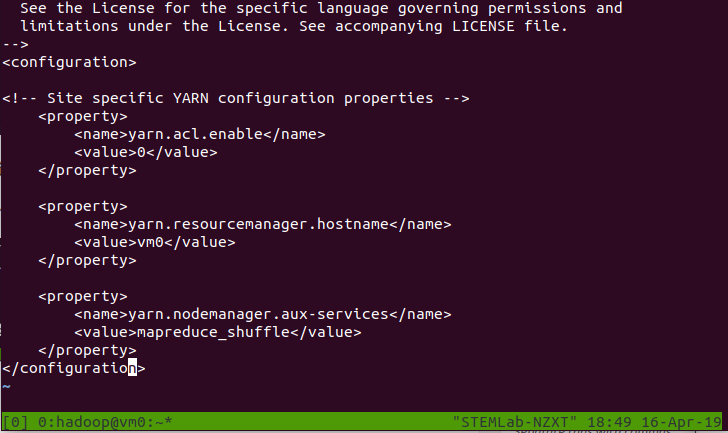 See the License for the specific language governing permissions and
limitations under the License. See accompanying LICENSE file.
-->
<configuration>
<!-- Site specific YARN configuration properties -->
<property>
<name>yarn.acl.enable</name>
<value>0</value>
</property>
<property>
<name>yarn.resourcemanager.hostname</name>
<value>vm0</value>
</property>
<property>
<name>yarn.nodemanager.aux-services</name>
<value>mapreduce_shuffle</value>
</property>
</configuration>
~
[0] 0:hadoop@vm0:~* "STEMLab-NZXT" 18:49 16-Apr-19